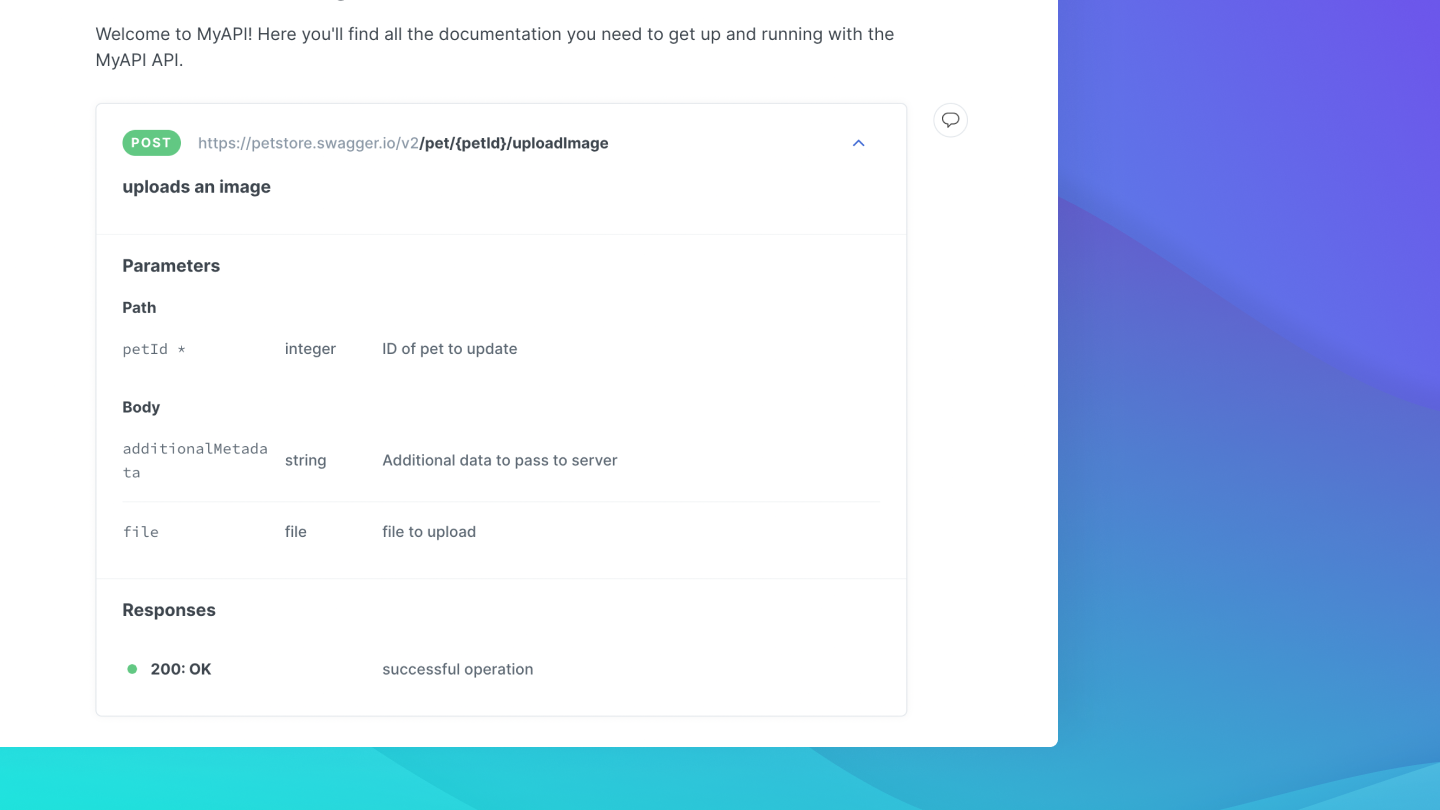 Welcome to MyAPI! Here you'll find all the documentation you need to get up and running with the
MyAPI API.
POST https://petstore.swagger.io/v2/pet/{petId}/uploadImage
uploads an image
Parameters
Path
petId * integer ID of pet to update
Body
additionalMetada
ta string Additional data to pass to server
file file file to upload
Responses
200: OK successful operation